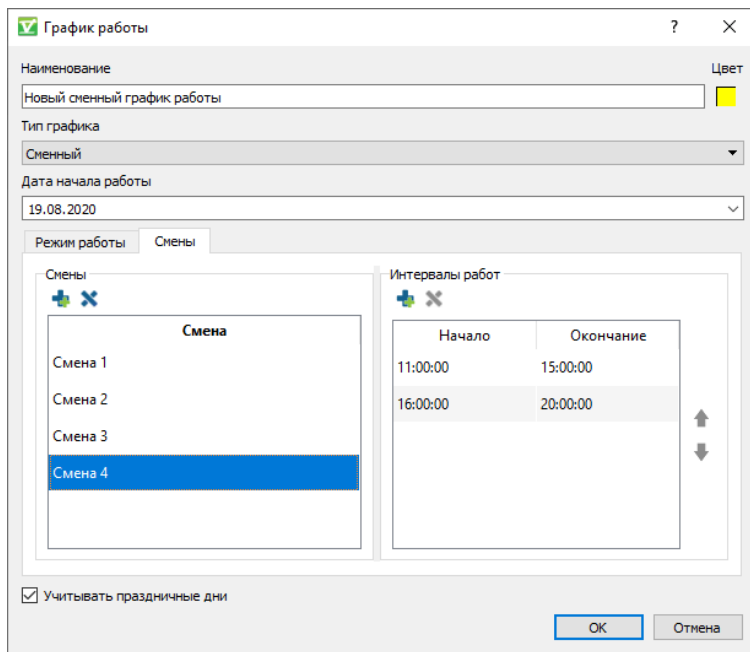 График работы
?
Наименование Цвет
Новый сменный график работы
Тип графика
Сменный
Дата начала работы
19.08.2020
Режим работы Смены
Смены
Смена
Смена 1
Смена 2
Смена 3
Смена 4
Интервалы работ
Начало Окончание
11:00:00 15:00:00
16:00:00 20:00:00
Учитывать праздничные дни
ОК Отмена